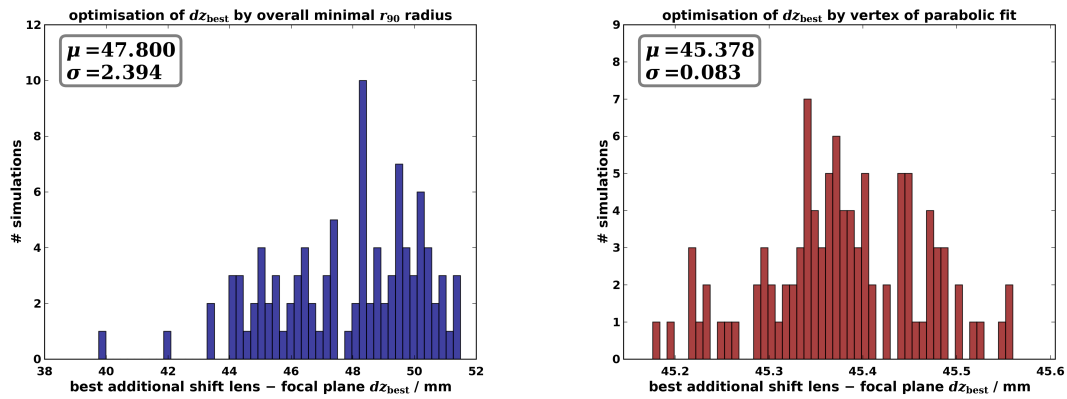 optimisation of dz_best by overall minimal r_90 radius
12
10
8
6
4
2
0
μ =47.800
σ =2.394
# simulations
38 40 42 44 46 48 50 52
best additional shift lens − focal plane dz_best / mm
optimisation of dz_best by vertex of parabolic fit
9
8
7
6
5
4
3
2
1
0
μ =45.378
σ =0.083
# simulations
45.2 45.3 45.4 45.5 45.6
best additional shift lens − focal plane dz_best / mm